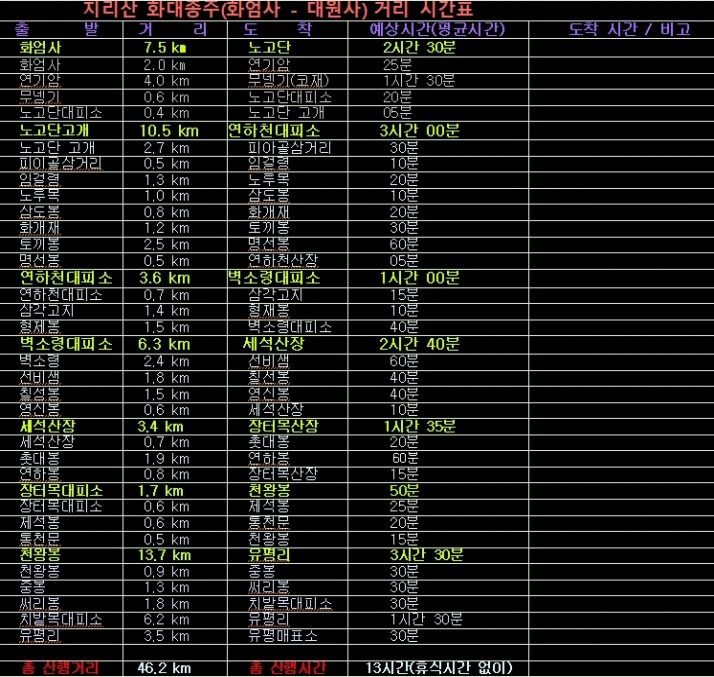 지리산 화대종주(화엄사 - 대원사) 거리 시간표
출 발 거 리 도 착 예상시간(평균시간) 도착 시간 / 비고
화엄사 7.5 km 노고단 2시간 30분
화엄사 2.0 km 연기암 25분
연기암 4.0 km 무넹기(코재) 1시간 30분
무넹기 0.6 km 노고단대피소 20분
노고단대피소 0.4 km 노고단 고개 05분
노고단고개 10.5 km 연하천대피소 3시간 00분
노고단 고개 2.7 km 피아골삼거리 30분
피이골삼거리 0.5 km 임걸령 10분
임걸령 1.3 km 노루목 20분
노루목 1.0 km 삼도봉 10분
삼도봉 0.8 km 화개재 20분
화개재 1.2 km 토끼봉 30분
토끼봉 2.5 km 명선봉 60분
명선봉 0.5 km 연하천산장 05분
연하천대피소 3.6 km 벽소령대피소 1시간 00분
연하천대피소 0.7 km 삼각고지 15분
삼각고지 1.4 km 형재봉 10분
형제봉 1.5 km 벽소령대피소 40분
벽소령대피소 6.3 km 세석산장 2시간 40분
벽소령 2.4 km 선비샘 60분
선비샘 1.8 km 칠선봉 40분
칠성봉 1.5 km 영신봉 40분
영신봉 0.6 km 세석산장 10분
세석산장 3.4 km 장터목산장 1시간 35분
세석산장 0.7 km 촛대봉 20분
촛대봉 1.9 km 연하봉 60분
연하봉 0.8 km 장터목산장 15분
장터목대피소 1.7 km 천왕봉 50분
장터목대피소 0.6 km 제석봉 25분
제석봉 0.6 km 통천문 20분
통천문 0.5 km 천왕봉 15분
천왕봉 13.7 km 유평리 3시간 30분
천왕봉 0.9 km 중봉 30분
중봉 1.3 km 써리봉 30분
써리봉 1.8 km 치밭목대피소 30분
치밭목대피소 6.2 km 유평리 1시간 30분
유평리 3.5 km 유평매표소 30분
총 산행거리 46.2 km 총 산행시간 13시간(휴식시간 없이)